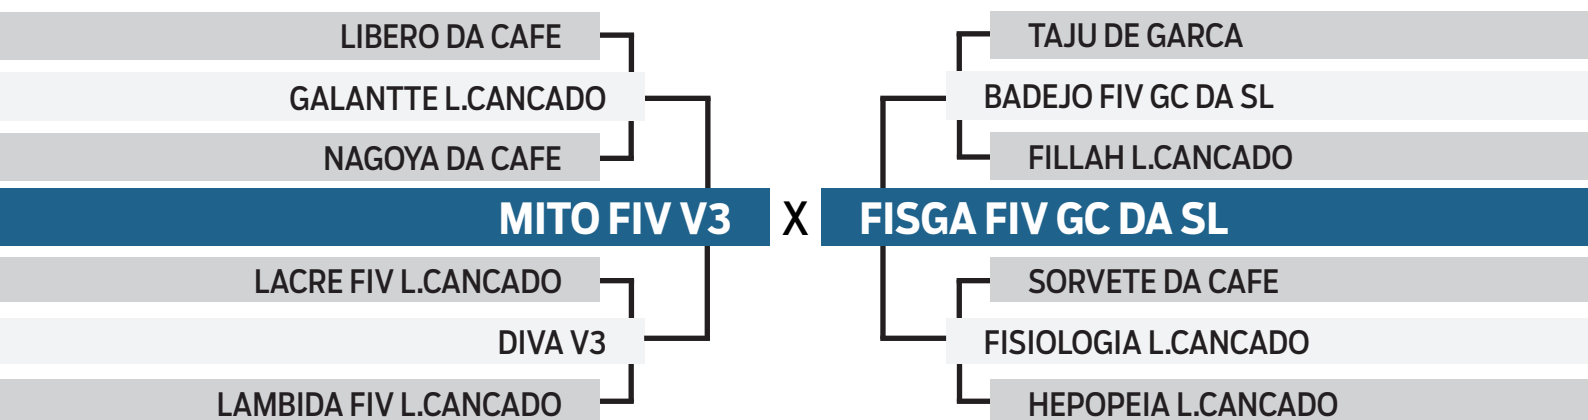 LIBERO DA CAFE
GALANTTE L.CANCADO
NAGOYA DA CAFE
MITO FIV V3
LACRE FIV L.CANCADO
DIVA V3
LAMBIDA FIV L.CANCADO
X
TAJU DE GARCA
BADEJO FIV GC DA SL
FILLAH L.CANCADO
FISGA FIV GC DA SL
SORVETE DA CAFE
FISIOLOGIA L.CANCADO
HEPOPEIA L.CANCADO